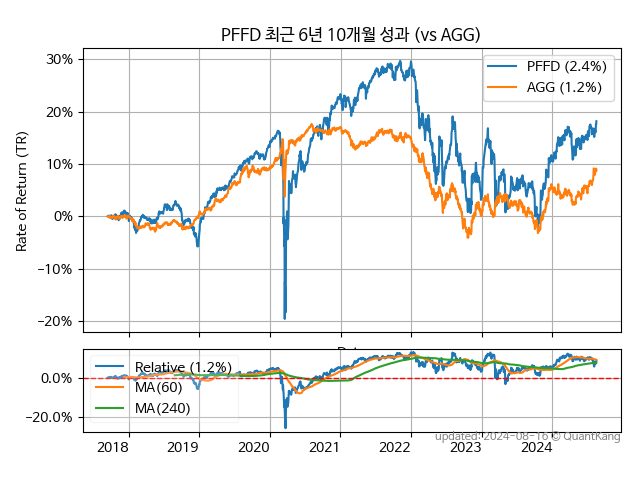 PFFD 최근 6년 10개월 성과 (vs AGG)
Rate of Return (TR)
30%
20%
10%
0%
−10%
−20%
PFFD (2.4%)
AGG (1.2%)
0.0%
−20.0%
Relative (1.2%)
MA(60)
MA(240)
2018 2019 2020 2021 2022 2023 2024
updated: 2024-08-16 © QuantKang